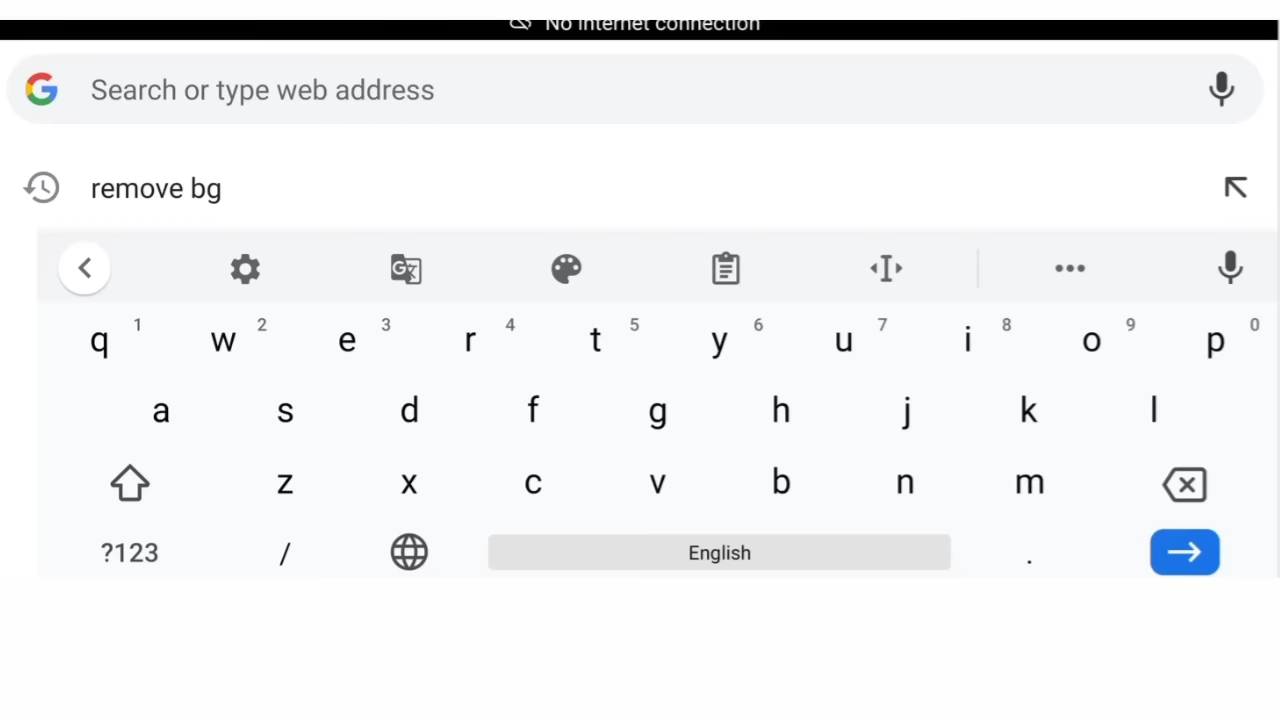 No internet connection
Search or type web address
remove bg
q 1 w 2 e 3 r 4 t 5 y 6 u 7 i 8 o 9 p 0
a s d f g h j k l
z x c v b n m
?123 / English .